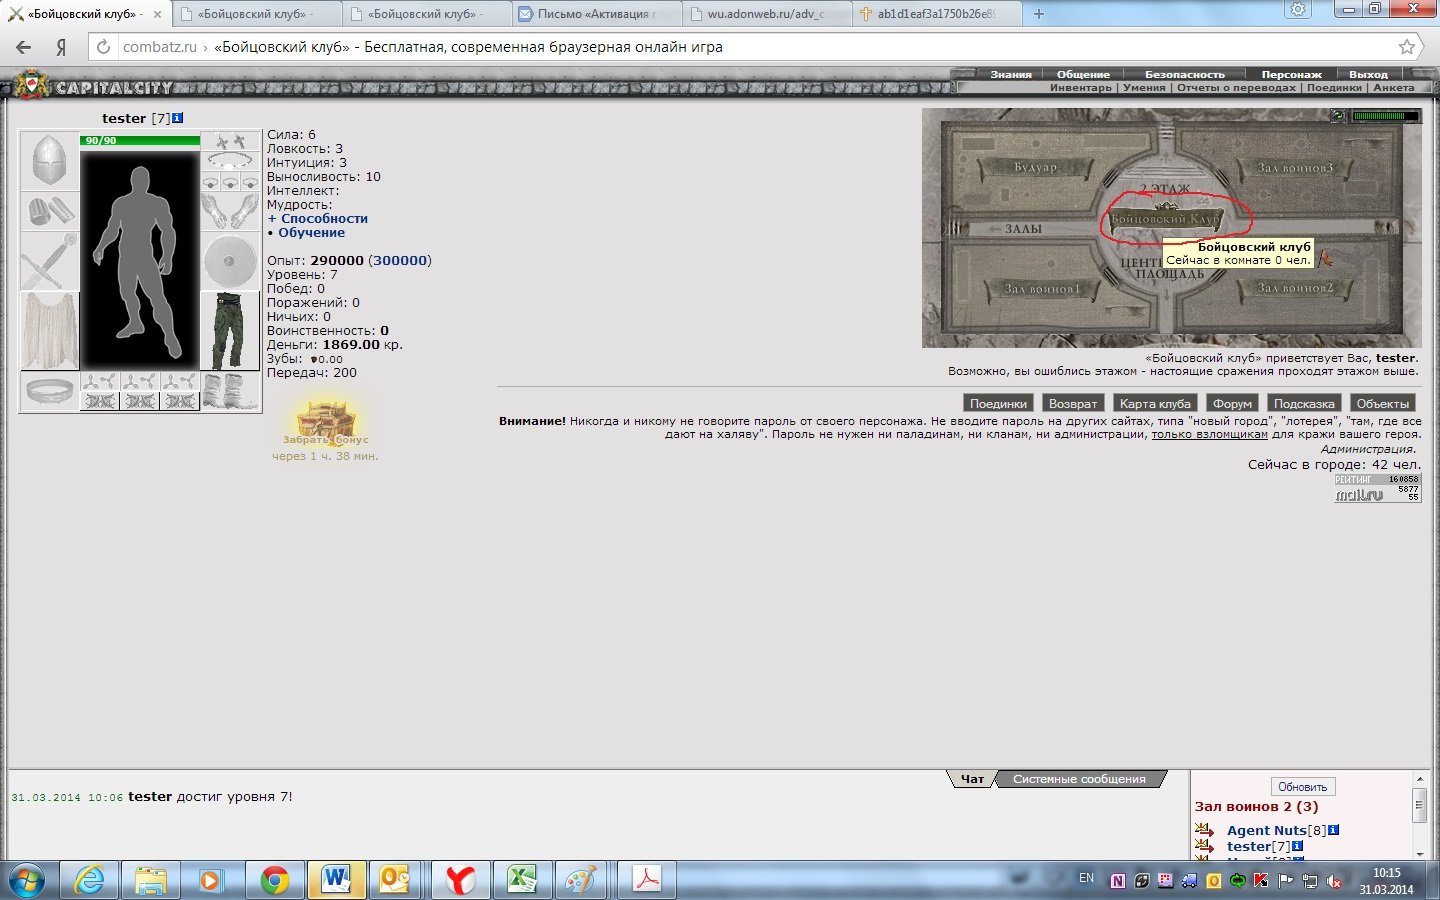 «Бойцовский клуб» -
«Бойцовский клуб» -
«Бойцовский клуб» -
Письмо «Активация п
wu.adonweb.ru/adv_c
ab1d1eaf3a1750b26e89
Я
combatz.ru › «Бойцовский клуб» - Бесплатная, современная браузерная онлайн игра
CAPITALCITY
Знания Общение Безопасность Персонаж Выход
Инвентарь | Умения | Отчеты о переводах | Поединки | Анкета
tester [7]
90/90
Сила: 6
Ловкость: 3
Интуиция: 3
Выносливость: 10
Интеллект:
Мудрость:
+ Способности
• Обучение
Опыт: 290000 (300000)
Уровень: 7
Побед: 0
Поражений: 0
Ничьих: 0
Воинственность: 0
Деньги: 1869.00 кр.
Зубы: 0.00
Передач: 200
Забрать бонус
через 1 ч. 38 мин.
Будуар
Зал воинов3
2 ЭТАЖ
Бойцовский Клуб
← ЗАЛЫ
Бойцовский клуб
Сейчас в комнате 0 чел.
ПЛОЩАДЬ
Зал воинов1
Зал воинов2
«Бойцовский клуб» приветствует Вас, tester.
Возможно, вы ошиблись этажом - настоящие сражения проходят этажом выше.
Поединки Возврат Карта клуба Форум Подсказка Объекты
Внимание! Никогда и никому не говорите пароль от своего персонажа. Не вводите пароль на других сайтах, типа "новый город", "лотерея", "там, где все
дают на халяву". Пароль не нужен ни паладинам, ни кланам, ни администрации, только взломщикам для кражи вашего героя.
Администрация.
Сейчас в городе: 42 чел.
РЕЙТИНГ 160858
mail.ru 5877
55
Чат Системные сообщения
31.03.2014 10:06 tester достиг уровня 7!
Обновить
Зал воинов 2 (3)
Agent Nuts[8]
tester[7]
EN
10:15
31.03.2014